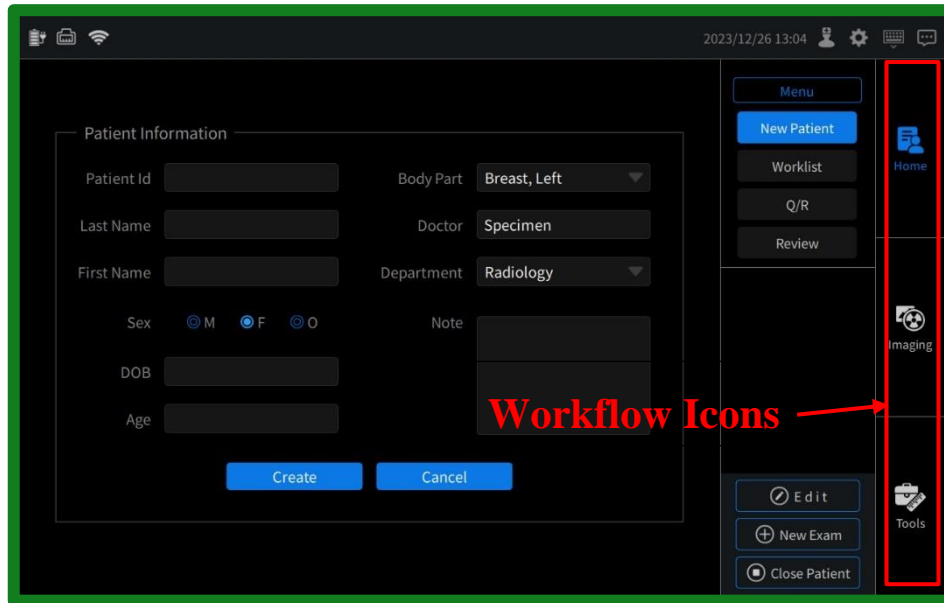 2023/12/26 13:04
Menu
New Patient
Worklist
Q/R
Review
Patient Information
Patient Id
Body Part Breast, Left
Last Name
Doctor Specimen
First Name
Department Radiology
Sex M F O
Note
DOB
Age
Create Cancel
Workflow Icons
Edit
New Exam
Close Patient
Home
Imaging
Tools